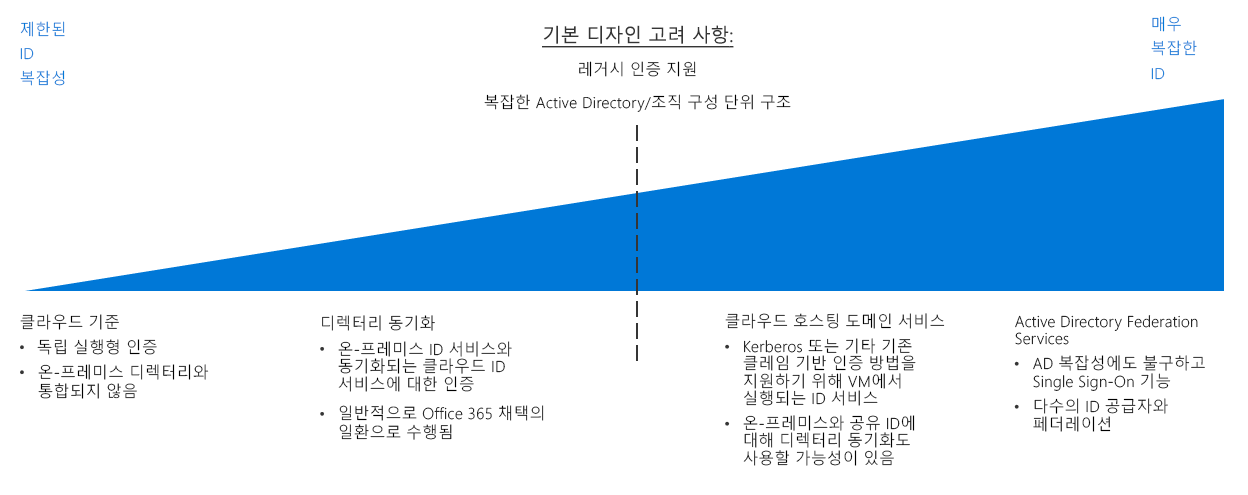 제한된
ID
복잡성
기본 디자인 고려 사항:
레거시 인증 지원
복잡한 Active Directory/조직 구성 단위 구조
매우
복잡한
ID
클라우드 기준
• 독립 실행형 인증
• 온-프레미스 디렉터리와
통합되지 않음
디렉터리 동기화
• 온-프레미스 ID 서비스와
동기화되는 클라우드 ID
서비스에 대한 인증
• 일반적으로 Office 365 채택의
일환으로 수행됨
클라우드 호스팅 도메인 서비스
• Kerberos 또는 기타 기존
클레임 기반 인증 방법을
지원하기 위해 VM에서
실행되는 ID 서비스
• 온-프레미스와 공유 ID에
대해 디렉터리 동기화도
사용할 가능성이 있음
Active Directory Federation
Services
• AD 복잡성에도 불구하고
Single Sign-On 기능
• 다수의 ID 공급자와
페더레이션